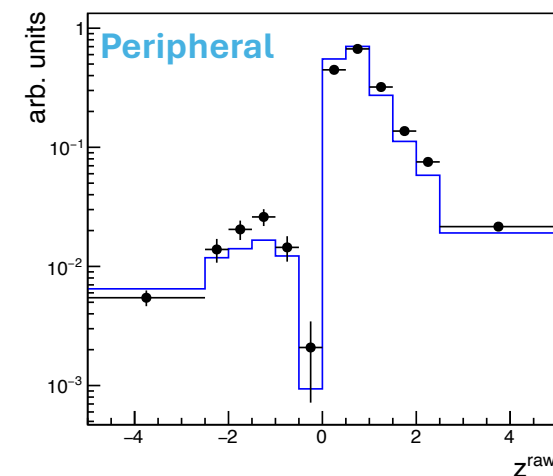 Peripheral
arb. units
1
10⁻¹
10⁻²
10⁻³
−4 −2 0 2 4
z^raw